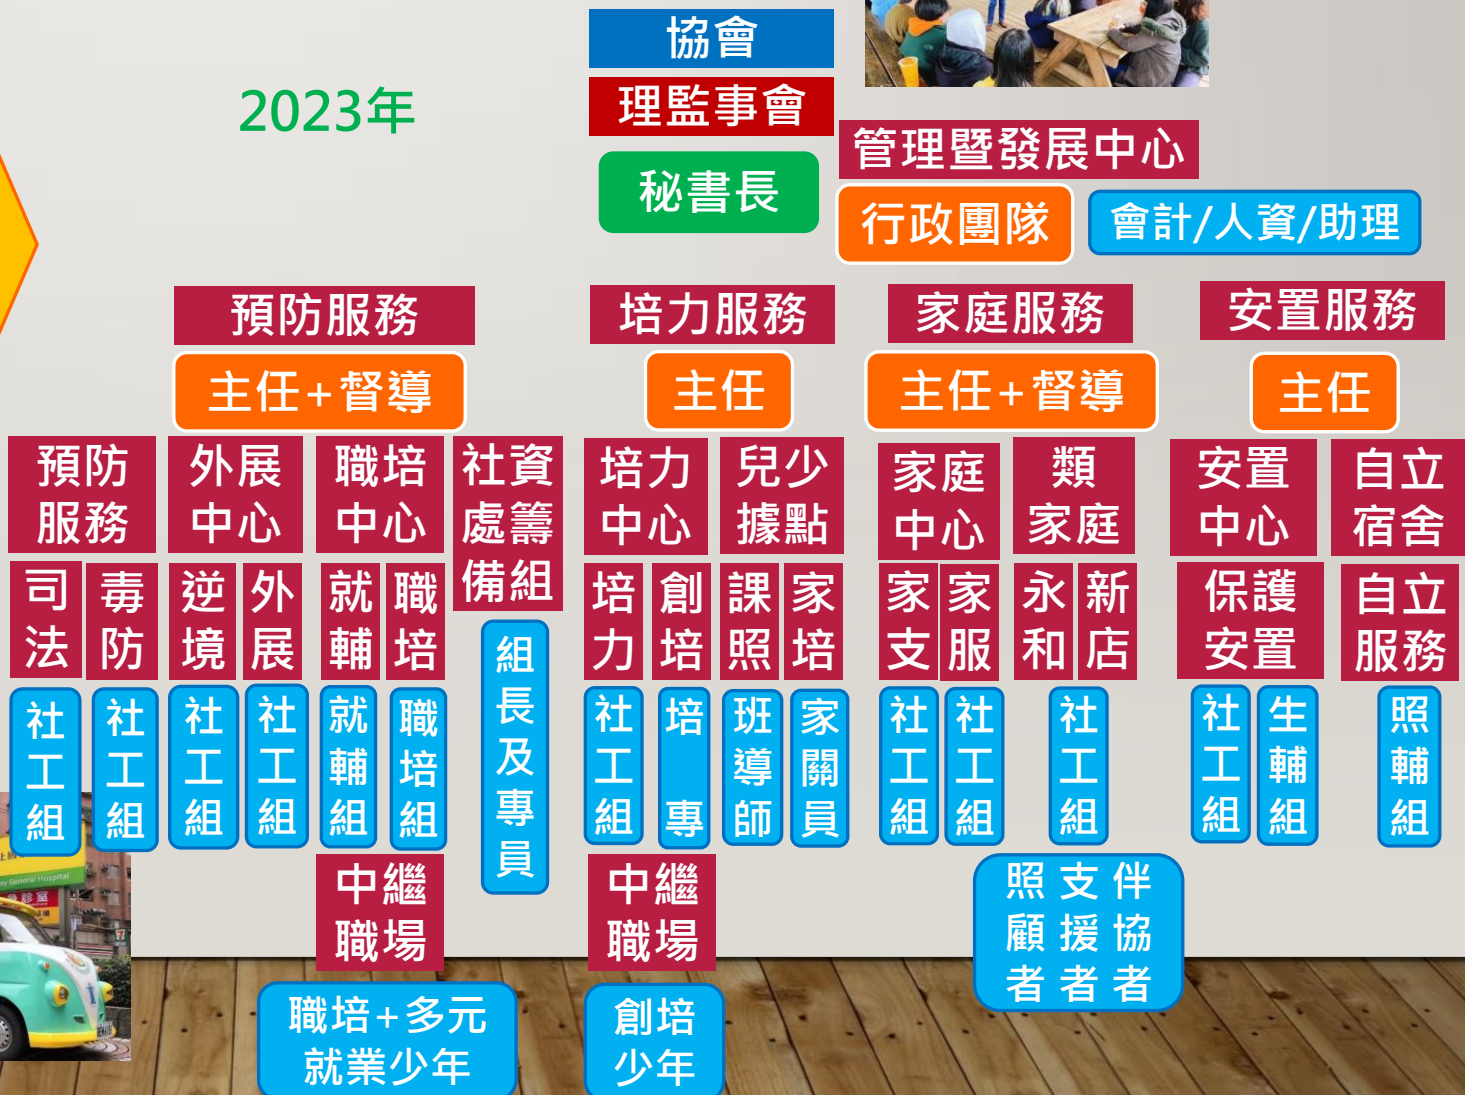 協會
理監事會
2023年
秘書長
管理暨發展中心
行政團隊
會計/人資/助理
預防服務
培力服務
家庭服務
安置服務
主任+督導
主任
主任+督導
主任
預防
服務
外展
中心
職培
中心
社資
處籌
備組
培力
中心
兒少
據點
家庭
中心
類
家庭
安置
中心
自立
宿舍
司法
毒防
逆境
外展
就輔
職培
培力
創培
課照
家培
家支
家服
永和
新店
保護
安置
自立
服務
社工組
社工組
社工組
社工組
就輔組
職培組
組長及專員
社工組
培專
班導師
家關員
社工組
社工組
社工組
社工組
生輔組
照輔組
中繼
職場
中繼
職場
照顧者
支援者
伴協者
職培+多元
就業少年
創培
少年
General Hospital